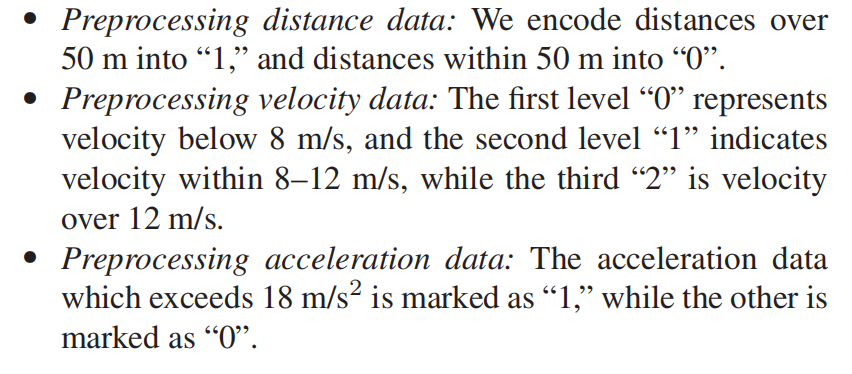 • Preprocessing distance data: We encode distances over
50 m into “1,” and distances within 50 m into “0”.
• Preprocessing velocity data: The first level “0” represents
velocity below 8 m/s, and the second level “1” indicates
velocity within 8–12 m/s, while the third “2” is velocity
over 12 m/s.
• Preprocessing acceleration data: The acceleration data
which exceeds 18 m/s² is marked as “1,” while the other is
marked as “0”.